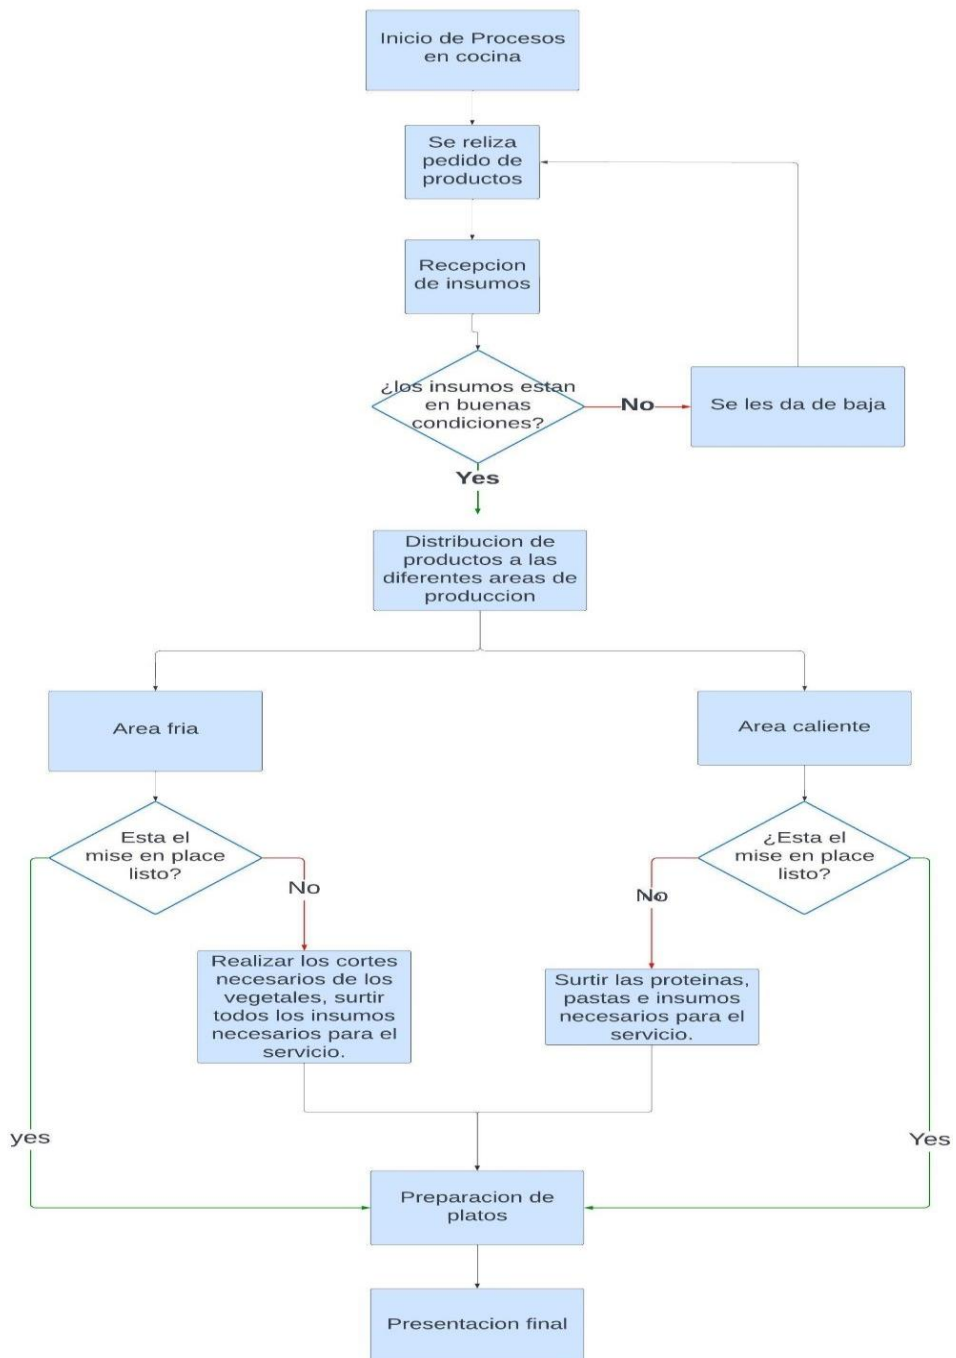 Inicio de Procesos
en cocina
Se reliza
pedido de
productos
Recepcion
de insumos
¿los insumos estan
en buenas
condiciones?
No
Se les da de baja
Yes
Distribucion de
productos a las
diferentes areas de
produccion
Area fria
Area caliente
Esta el
mise en place
listo?
¿Esta el
mise en place
listo?
No
No
Realizar los cortes
necesarios de los
vegetales, surtir
todos los insumos
necesarios para el
servicio.
Surtir las proteinas,
pastas e insumos
necesarios para el
servicio.
yes
Yes
Preparacion de
platos
Presentacion final